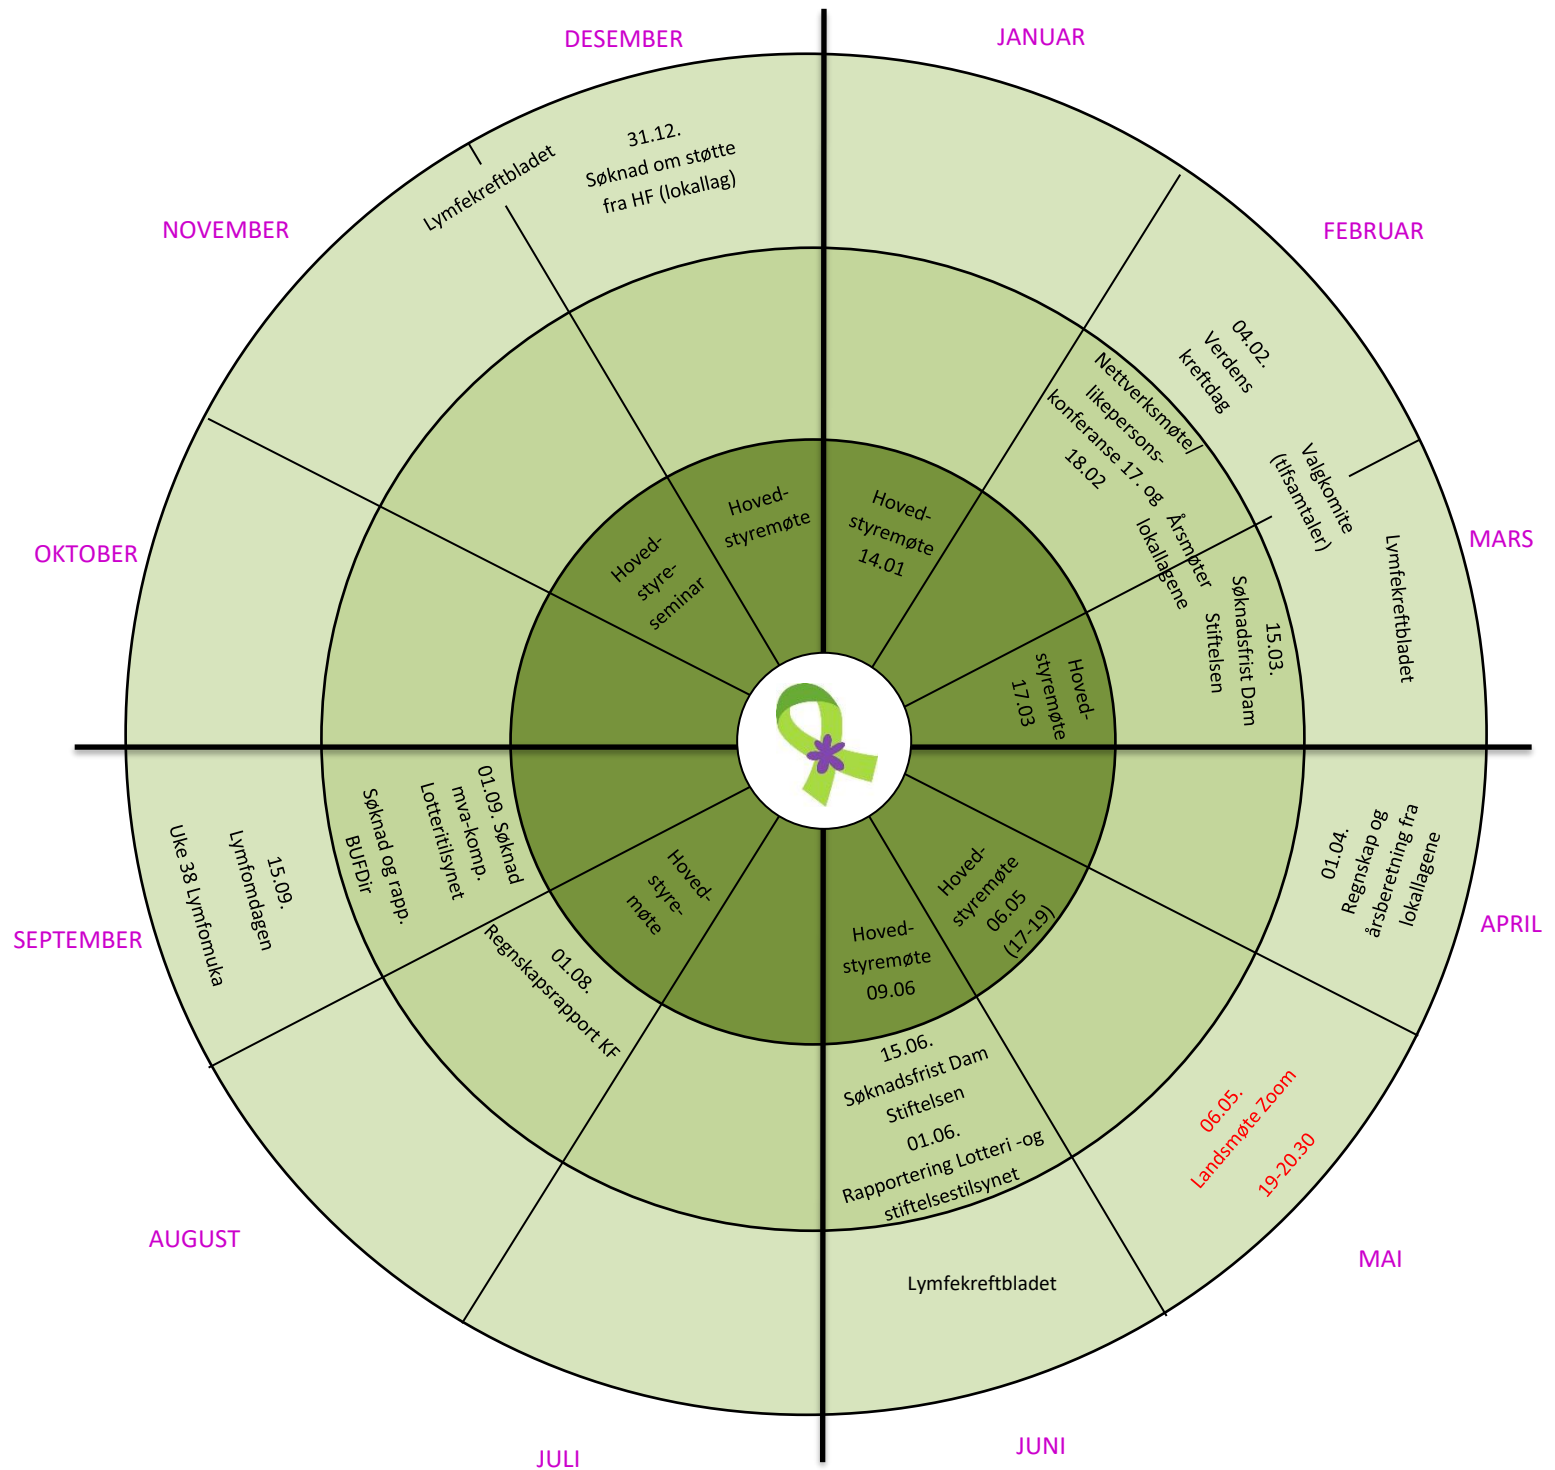 DESEMBER
JANUAR
FEBRUAR
MARS
APRIL
MAI
JUNI
JULI
AUGUST
SEPTEMBER
OKTOBER
NOVEMBER
31.12.
Søknad om støtte
fra HF (lokallag)
Lymfekreftbladet
04.02.
Verdens
kreftdag
Valgkomite
(tlfsamtaler)
Lymfekreftbladet
01.04.
Regnskap og
årsberetning fra
lokallagene
06.05.
Landsmøte Zoom
19-20.30
Lymfekreftbladet
15.09.
Lymfomdagen
Uke 38 Lymfomuka
Nettverksmøte/
likepersons-
konferanse 17. og
18.02
Årsmøter
lokallagene
15.03.
Søknadsfrist Dam
Stiftelsen
15.06.
Søknadsfrist Dam
Stiftelsen
01.06.
Rapportering Lotteri -og
stiftelsestilsynet
01.08.
Regnskapsrapport KF
01.09. Søknad
mva-komp.
Lotteritilsynet
Søknad og rapp.
BUFDir
Hoved-
styremøte
14.01
Hoved-
styremøte
17.03
Hoved-
styremøte
06.05
(17-19)
Hoved-
styremøte
09.06
Hoved-
styre-
møte
Hoved-
styre-
seminar
Hoved-
styremøte